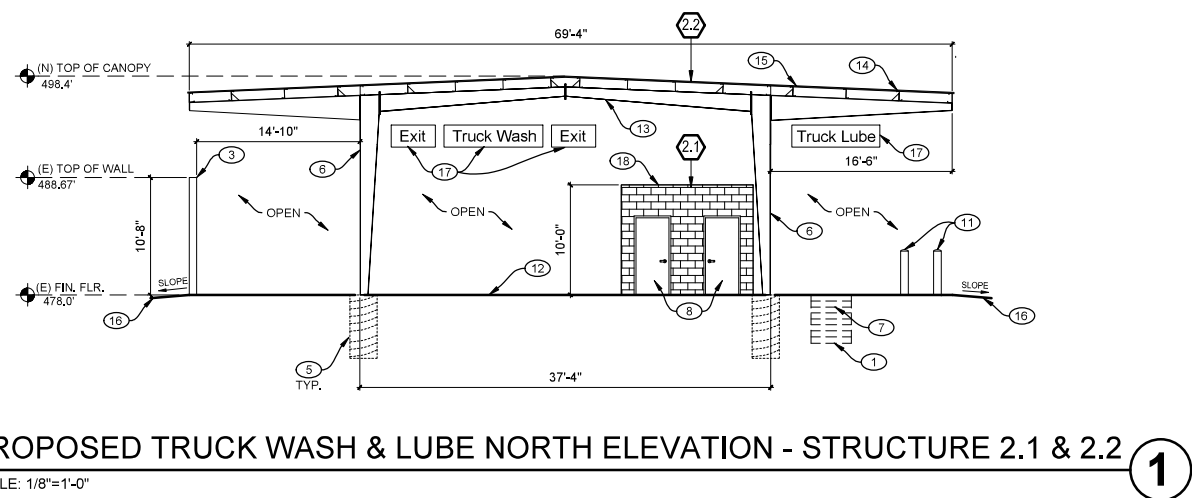 2.2
69'-4"
(N) TOP OF CANOPY
498.4'
15
14
14'-10"
Exit
Truck Wash
Exit
13
Truck Lube
3
6
17
2.1
17
(E) TOP OF WALL
488.67'
18
16'-6"
OPEN
OPEN
OPEN
10'-8"
10'-0"
6
11
12
(E) FIN. FLR.
478.0'
SLOPE
SLOPE
16
8
7
16
5
TYP.
1
37'-4"
ROPOSED TRUCK WASH & LUBE NORTH ELEVATION - STRUCTURE 2.1 & 2.2
1
LE: 1/8"=1'-0"